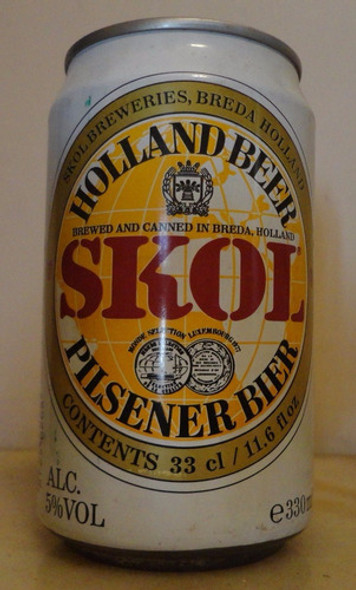 SKOL BREWERIES, BREDA HOLLAND
HOLLAND BEER
BREWED AND CANNED IN BREDA, HOLLAND
SKOL
MONDE SELECTION LUXEMBOURG
PILSENER BIER
CONTENTS 33 cl / 11.6 fl oz
ALC.
5%VOL
e330m